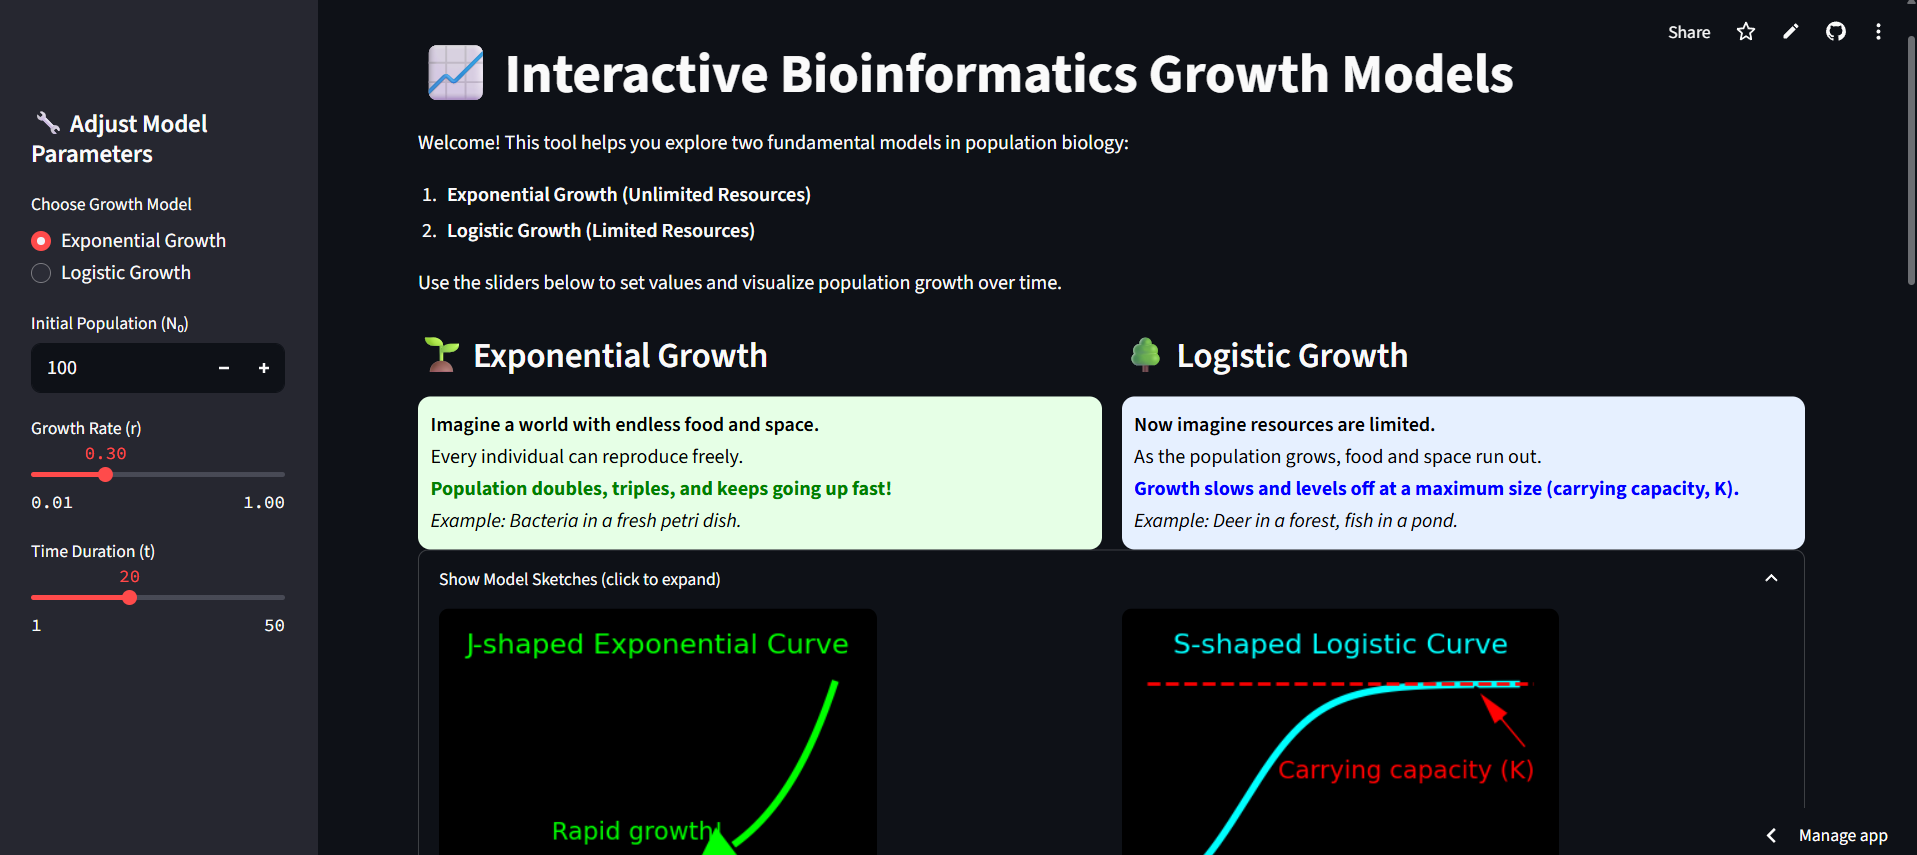 Share
🔧 Adjust Model
Parameters
Choose Growth Model
Exponential Growth
Logistic Growth
Initial Population (N₀)
100 − +
Growth Rate (r)
0.30
0.01 1.00
Time Duration (t)
20
1 50
📈 Interactive Bioinformatics Growth Models
Welcome! This tool helps you explore two fundamental models in population biology:
1. Exponential Growth (Unlimited Resources)
2. Logistic Growth (Limited Resources)
Use the sliders below to set values and visualize population growth over time.
🌱 Exponential Growth
Imagine a world with endless food and space.
Every individual can reproduce freely.
Population doubles, triples, and keeps going up fast!
Example: Bacteria in a fresh petri dish.
🌳 Logistic Growth
Now imagine resources are limited.
As the population grows, food and space run out.
Growth slows and levels off at a maximum size (carrying capacity, K).
Example: Deer in a forest, fish in a pond.
Show Model Sketches (click to expand)
J-shaped Exponential Curve
Rapid growth!
S-shaped Logistic Curve
Carrying capacity (K)
Manage app